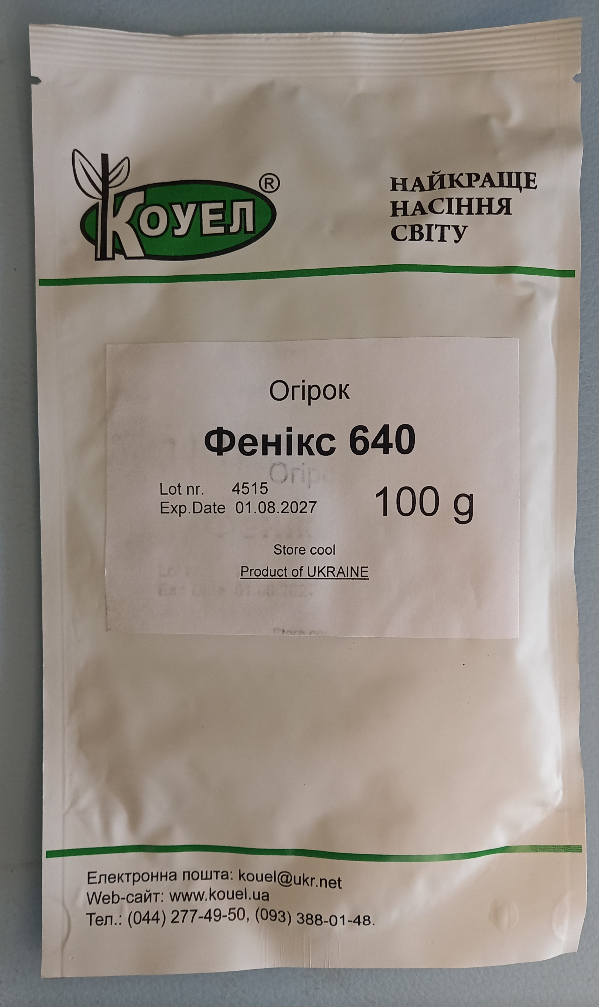 КОУЕЛ®
НАЙКРАЩЕ
НАСІННЯ
СВІТУ
Огірок
Фенікс 640
Lot nr. 4515
Exp.Date 01.08.2027
100 g
Store cool
Product of UKRAINE
Електронна пошта: kouel@ukr.net
Web-сайт: www.kouel.ua
Тел.: (044) 277-49-50, (093) 388-01-48.